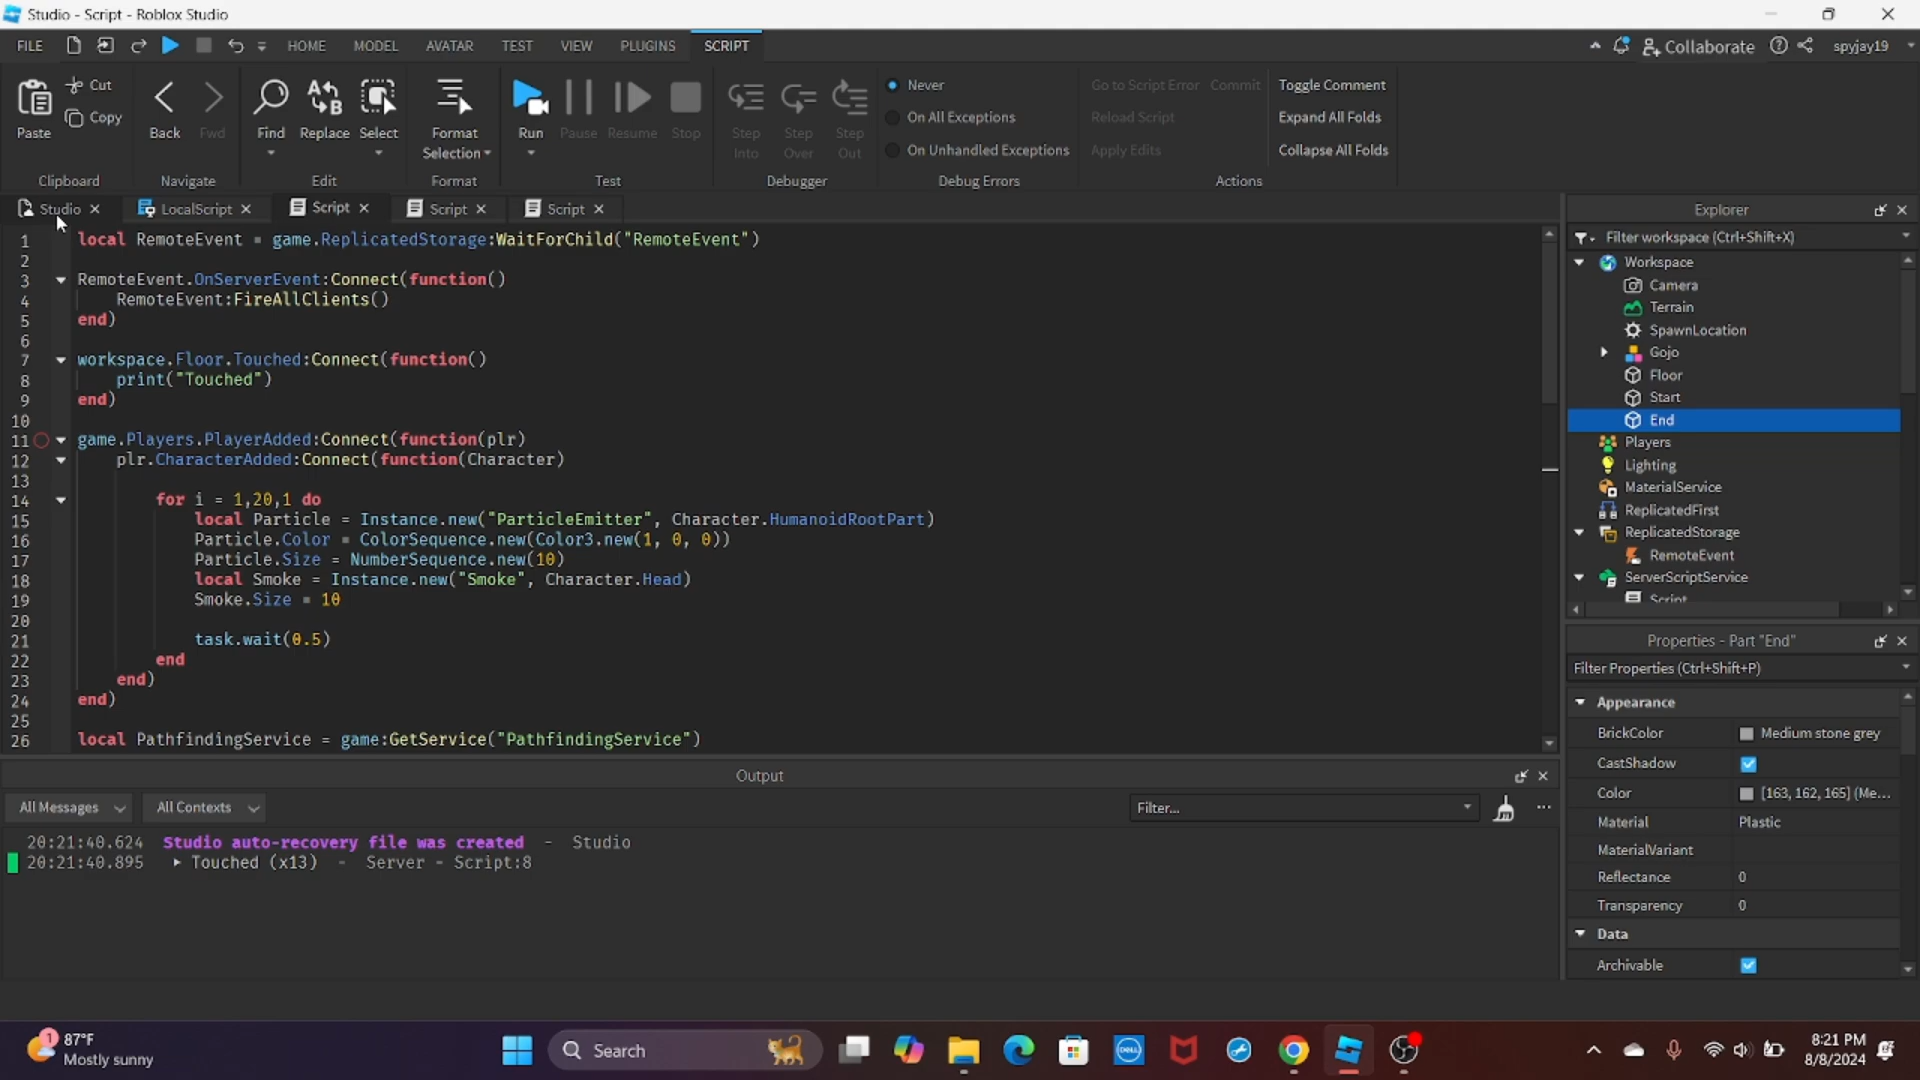 Studio - Script - Roblox Studio
FILE HOME MODEL AVATAR TEST VIEW PLUGINS SCRIPT Collaborate spyjay19
Paste Cut Copy Back Fwd Find Replace Select Format Selection Run Pause Resume Stop Step Into Step Over Step Out
Never
On All Exceptions
On Unhandled Exceptions
Go to Script Error Commit
Reload Script
Apply Edits
Toggle Comment
Expand All Folds
Collapse All Folds
Clipboard Navigate Edit Format Test Debugger Debug Errors Actions
Studio LocalScript Script Script Script
1 local RemoteEvent = game.ReplicatedStorage:WaitForChild("RemoteEvent")
2
3 RemoteEvent.OnServerEvent:Connect(function()
4 RemoteEvent:FireAllClients()
5 end)
6
7 workspace.Floor.Touched:Connect(function()
8 print("Touched")
9 end)
10
11 game.Players.PlayerAdded:Connect(function(plr)
12 plr.CharacterAdded:Connect(function(Character)
13
14 for i = 1,20,1 do
15 local Particle = Instance.new("ParticleEmitter", Character.HumanoidRootPart)
16 Particle.Color = ColorSequence.new(Color3.new(1, 0, 0))
17 Particle.Size = NumberSequence.new(10)
18 local Smoke = Instance.new("Smoke", Character.Head)
19 Smoke.Size = 10
20
21 task.wait(0.5)
22 end
23 end)
24 end)
25
26 local PathfindingService = game:GetService("PathfindingService")
Output
All Messages All Contexts Filter...
20:21:40.624 Studio auto-recovery file was created - Studio
20:21:40.895 Touched (x13) - Server - Script:8
Explorer
Filter workspace (Ctrl+Shift+X)
Workspace
Camera
Terrain
SpawnLocation
Gojo
Floor
Start
End
Players
Lighting
MaterialService
ReplicatedFirst
ReplicatedStorage
RemoteEvent
ServerScriptService
Script
Properties - Part "End"
Filter Properties (Ctrl+Shift+P)
Appearance
BrickColor Medium stone grey
CastShadow
Color [163, 162, 165] (Me...
Material Plastic
MaterialVariant
Reflectance 0
Transparency 0
Data
Archivable
1 87°F
Mostly sunny
Search
DELL
8:21 PM
8/8/2024